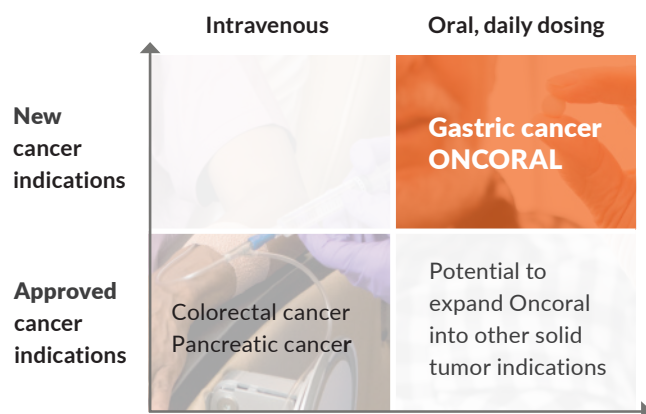 Intravenous
Oral, daily dosing
New
cancer
indications
Gastric cancer
ONCORAL
Approved
cancer
indications
Colorectal cancer
Pancreatic cancer
Potential to
expand Oncoral
into other solid
tumor indications